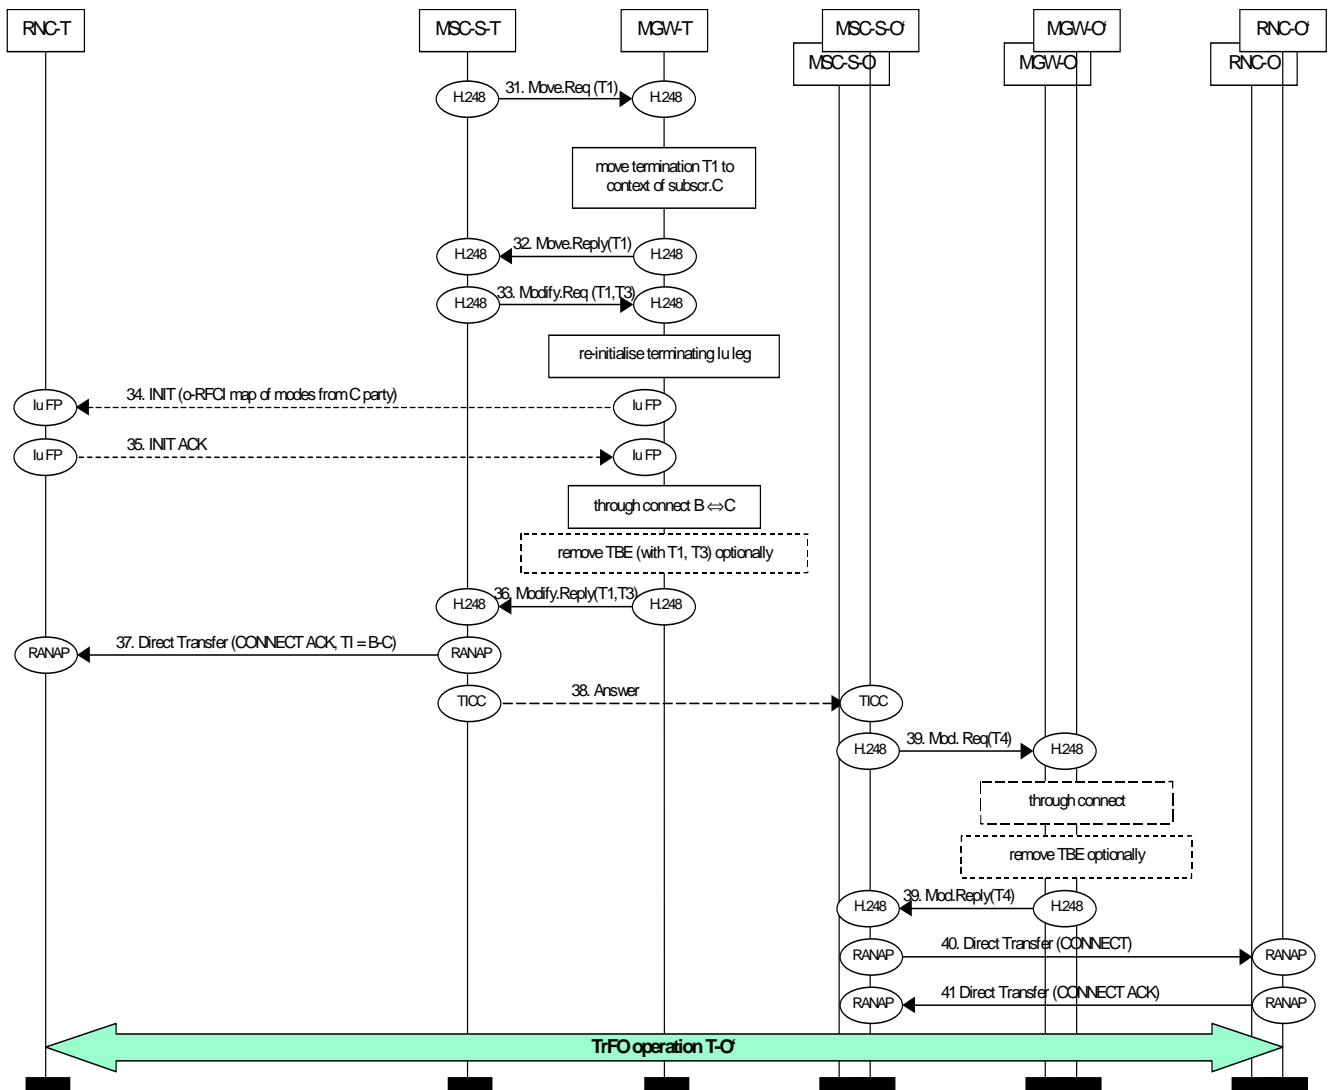 RNC-T
MSC-S-T
MGW-T
MSC-S-O'
MGW-O'
RNC-O'
MSC-S-O
MGW-O
RNC-O
H.248
31. Move.Req (T1)
H.248
move termination T1 to
context of subscr.C
H.248
32. Move.Reply(T1)
H.248
H.248
33. Modify.Req (T1,T3)
H.248
re-initialise terminating Iu leg
Iu FP
34. INIT (o-RFCI map of modes from C party)
Iu FP
Iu FP
35. INIT ACK
Iu FP
through connect B ⇔ C
remove TBE (with T1, T3) optionally
H.248
36. Modify.Reply(T1,T3)
H.248
RANAP
37. Direct Transfer (CONNECT ACK, TI = B-C)
RANAP
TICC
38. Answer
TICC
H.248
39. Mod. Req(T4)
H.248
through connect
remove TBE optionally
H.248
39. Mod.Reply(T4)
H.248
RANAP
40. Direct Transfer (CONNECT)
RANAP
RANAP
41 Direct Transfer (CONNECT ACK)
RANAP
TrFO operation T-O'